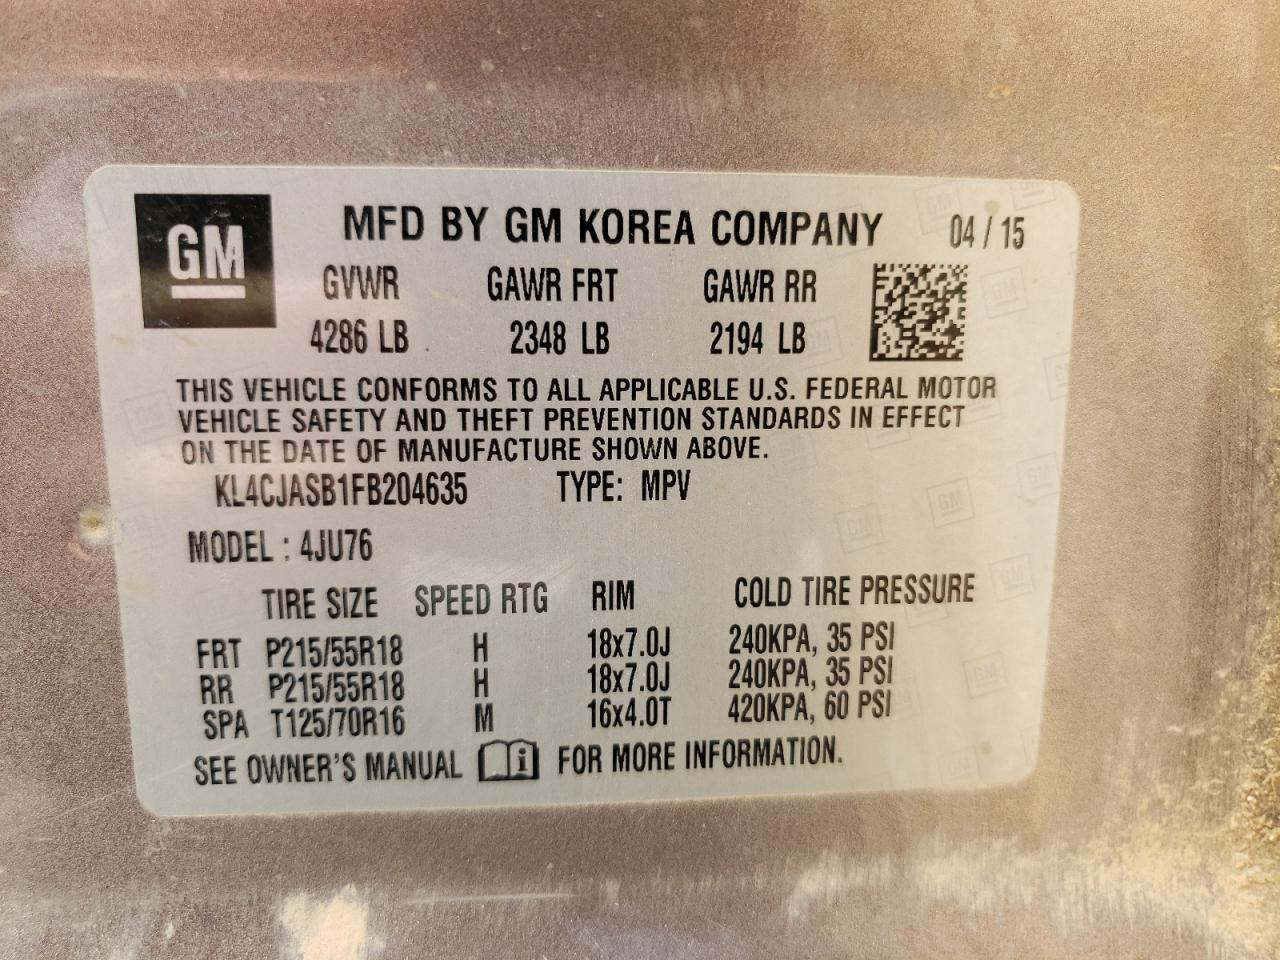 GM
MFD BY GM KOREA COMPANY 04 / 15
GVWR GAWR FRT GAWR RR
4286 LB 2348 LB 2194 LB
THIS VEHICLE CONFORMS TO ALL APPLICABLE U.S. FEDERAL MOTOR
VEHICLE SAFETY AND THEFT PREVENTION STANDARDS IN EFFECT
ON THE DATE OF MANUFACTURE SHOWN ABOVE.
KL4CJASB1FB204635 TYPE: MPV
MODEL : 4JU76
TIRE SIZE SPEED RTG RIM COLD TIRE PRESSURE
FRT P215/55R18 H 18x7.0J 240KPA, 35 PSI
RR P215/55R18 H 18x7.0J 240KPA, 35 PSI
SPA T125/70R16 M 16x4.0T 420KPA, 60 PSI
SEE OWNER'S MANUAL i FOR MORE INFORMATION.